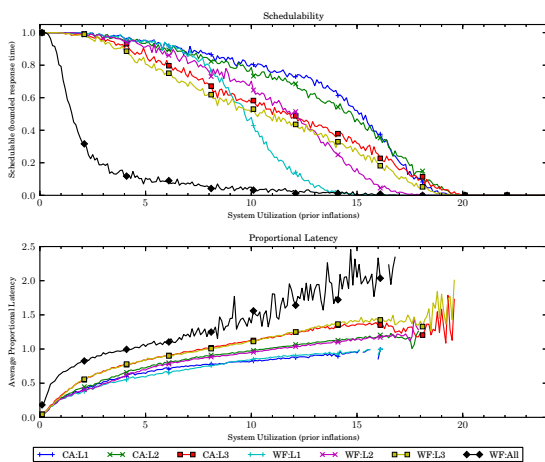 Schedulability
1.0
0.8
0.6
0.4
0.2
0.0
Schedulable (bounded response time)
0 5 10 15 20
System Utilization (prior inflations)
Proportional Latency
2.5
2.0
1.5
1.0
0.5
0.0
Average Proportional Latency
0 5 10 15 20
System Utilization (prior inflations)
CA:L1 CA:L2 CA:L3 WF:L1 WF:L2 WF:L3 WF:All